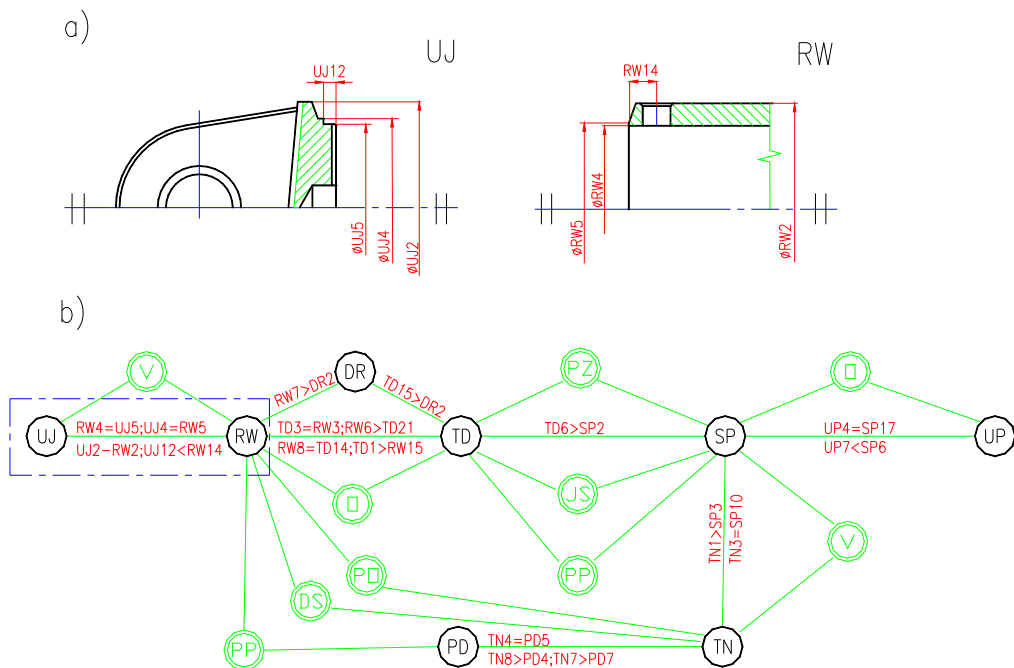 a)
UJ
RW
UJ12
RW14
øUJ5
øUJ4
øUJ2
øRW5
øRW4
øRW2
b)
V
DR
PZ
O
RW7>DR2
TD15>DR2
UJ
RW4=UJ5;UJ4=RW5
UJ2-RW2;UJ12<RW14
RW
TD3=RW3;RW6>TD21
RW8=TD14;TD1>RW15
TD
TD6>SP2
SP
UP4=SP17
UP7<SP6
UP
O
JS
TN1>SP3
TN3=SP10
V
PO
PP
DS
PP
PD
TN4=PD5
TN8>PD4;TN7>PD7
TN